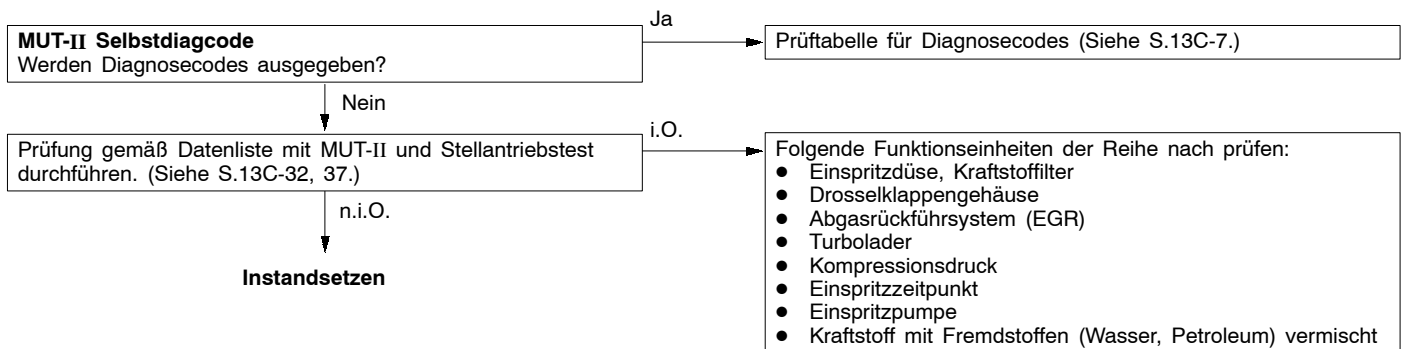 MUT-II Selbstdiagcode
Werden Diagnosecodes ausgegeben?
Ja
Prüftabelle für Diagnosecodes (Siehe S.13C-7.)
Nein
Prüfung gemäß Datenliste mit MUT-II und Stellantriebstest
durchführen. (Siehe S.13C-32, 37.)
i.O.
Folgende Funktionseinheiten der Reihe nach prüfen:
● Einspritzdüse, Kraftstoffilter
● Drosselklappengehäuse
● Abgasrückführsystem (EGR)
● Turbolader
● Kompressionsdruck
● Einspritzzeitpunkt
● Einspritzpumpe
● Kraftstoff mit Fremdstoffen (Wasser, Petroleum) vermischt
n.i.O.
Instandsetzen